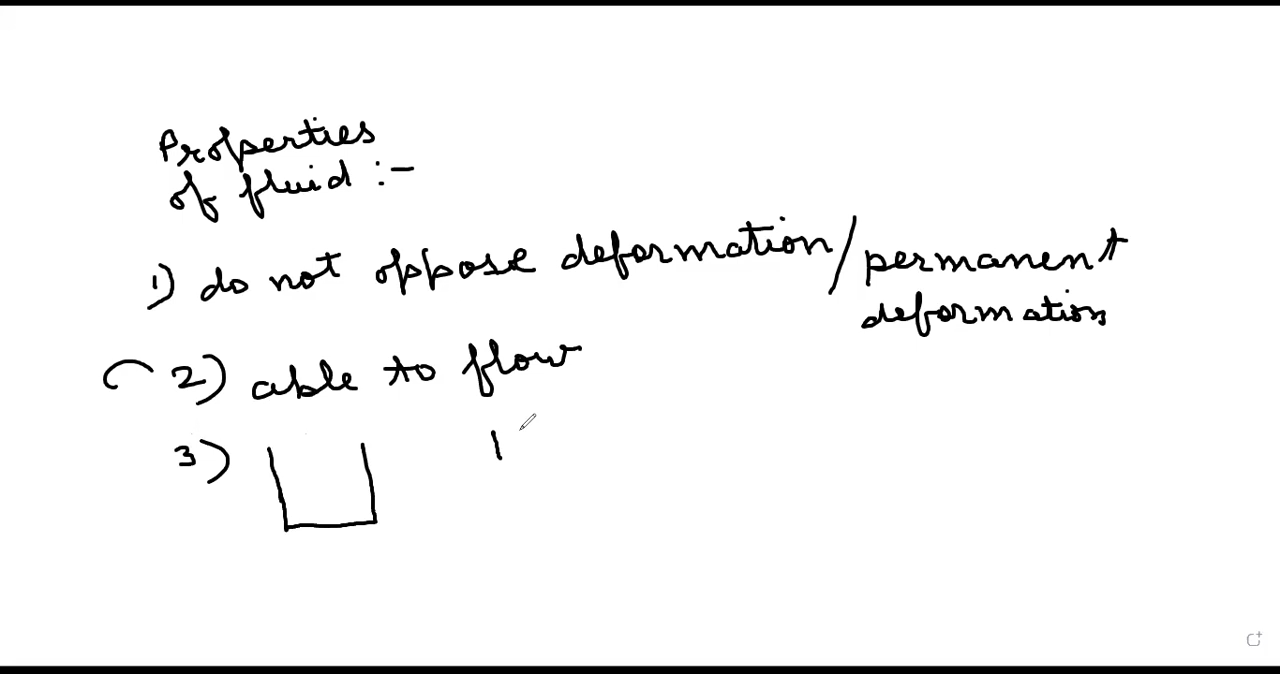 Properties
of fluid :-
1) do not oppose deformation/permanent
deformation
2) able to flow
3)